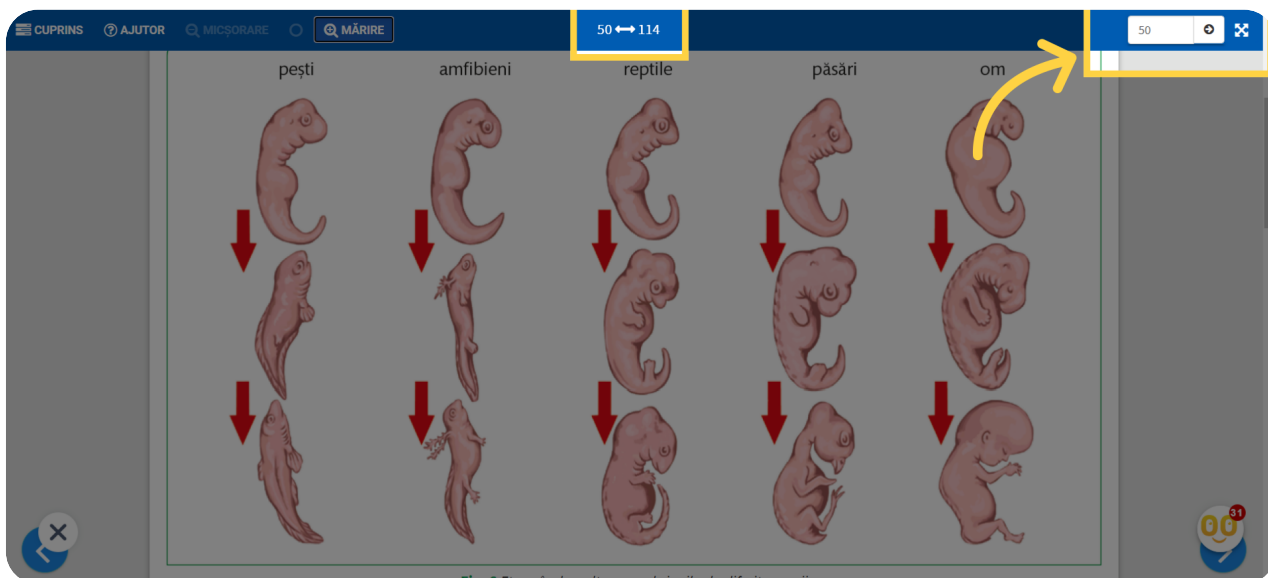 CUPRINS AJUTOR MICȘORARE MĂRIRE 50 114 50
pești amfibieni reptile păsări om
31